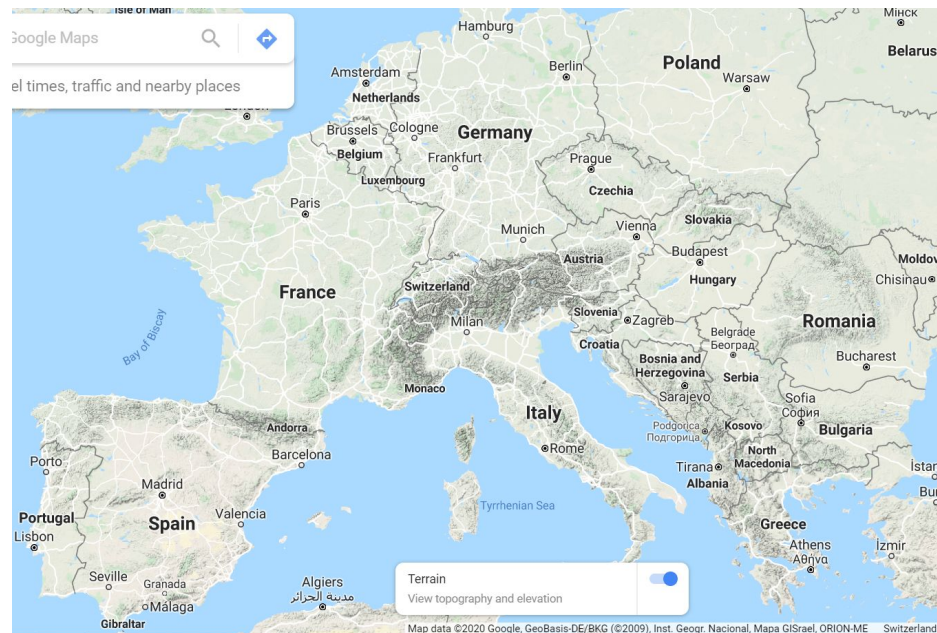 Isle of Man
Google Maps
el times, traffic and nearby places
London
Hamburg
Мінск
Belarus
Berlin
Poland
Warsaw
Amsterdam
Netherlands
Brussels
Cologne
Germany
Belgium
Frankfurt
Prague
Luxembourg
Czechia
Paris
Slovakia
Munich
Vienna
Austria
Budapest
Hungary
Moldov
Chisinau
France
Switzerland
Slovenia
Zagreb
Romania
Milan
Croatia
Belgrade
Београд
Bay of Biscay
Bosnia and
Herzegovina
Bucharest
Monaco
Serbia
Sarajevo
Sofia
София
Italy
Andorra
Podgorica
Подгорица
Kosovo
Bulgaria
Barcelona
Rome
North
Macedonia
Porto
Tirana
Albania
İstan
Madrid
Bur
Tyrrhenian Sea
Portugal
Spain
Valencia
Greece
Lisbon
Athens
Αθήνα
İzmir
Seville
Granada
Málaga
Gibraltar
Algiers
مدينة الجزائر
Terrain
View topography and elevation
Map data ©2020 Google, GeoBasis-DE/BKG (©2009), Inst. Geogr. Nacional, Mapa GISrael, ORION-ME Switzerland